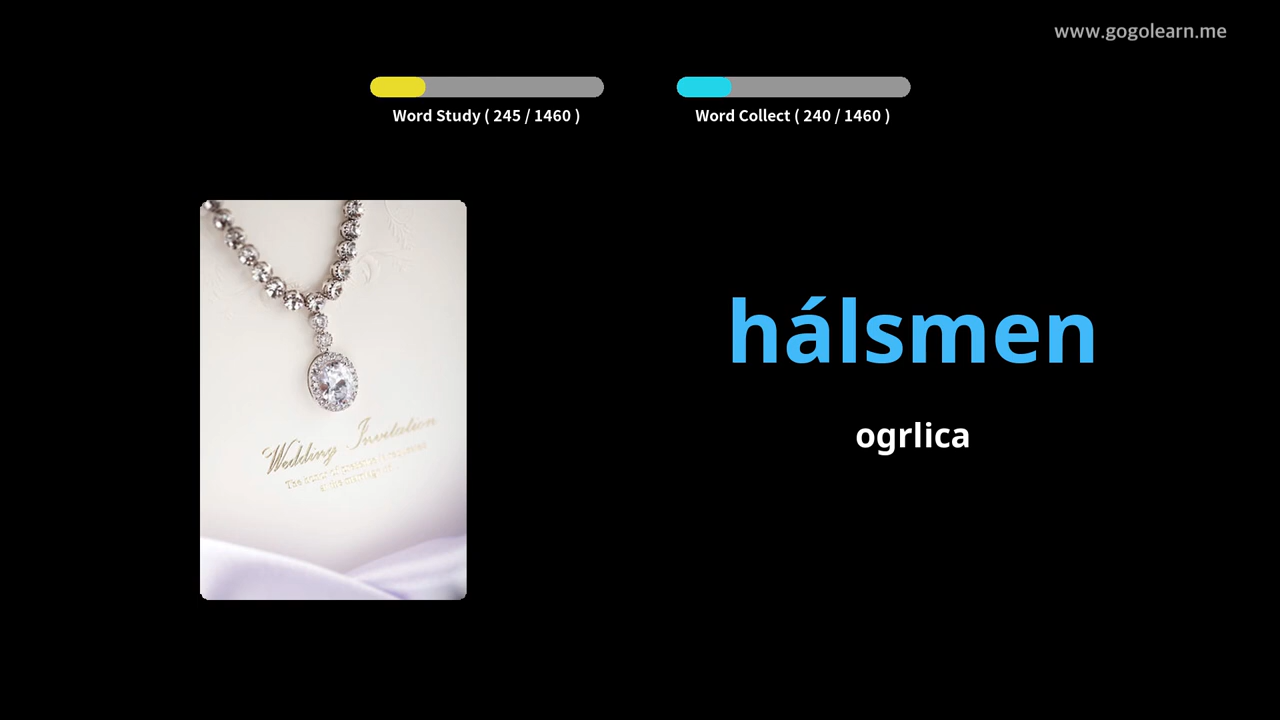 www.gogolearn.me
Word Study ( 245 / 1460 )
Word Collect ( 240 / 1460 )
hálsmen
ogrlica
Wedding Invitation